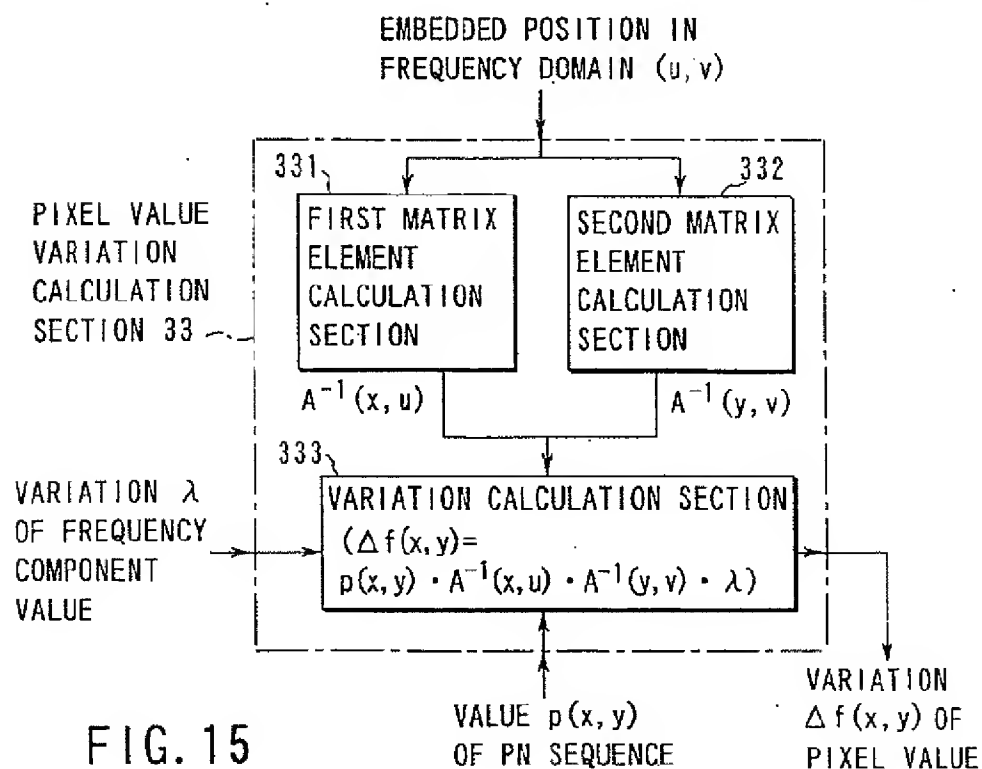 EMBEDDED POSITION IN
FREQUENCY DOMAIN (u, v)
331
332
PIXEL VALUE
VARIATION
CALCULATION
SECTION 33
FIRST MATRIX
ELEMENT
CALCULATION
SECTION
SECOND MATRIX
ELEMENT
CALCULATION
SECTION
A⁻¹(x, u)
A⁻¹(y, v)
333
VARIATION CALCULATION SECTION
(Δf(x, y)=
p(x, y) · A⁻¹(x, u) · A⁻¹(y, v) · λ)
VARIATION λ
OF FREQUENCY
COMPONENT
VALUE
VALUE p(x, y)
OF PN SEQUENCE
VARIATION
Δf(x, y) OF
PIXEL VALUE
FIG. 15